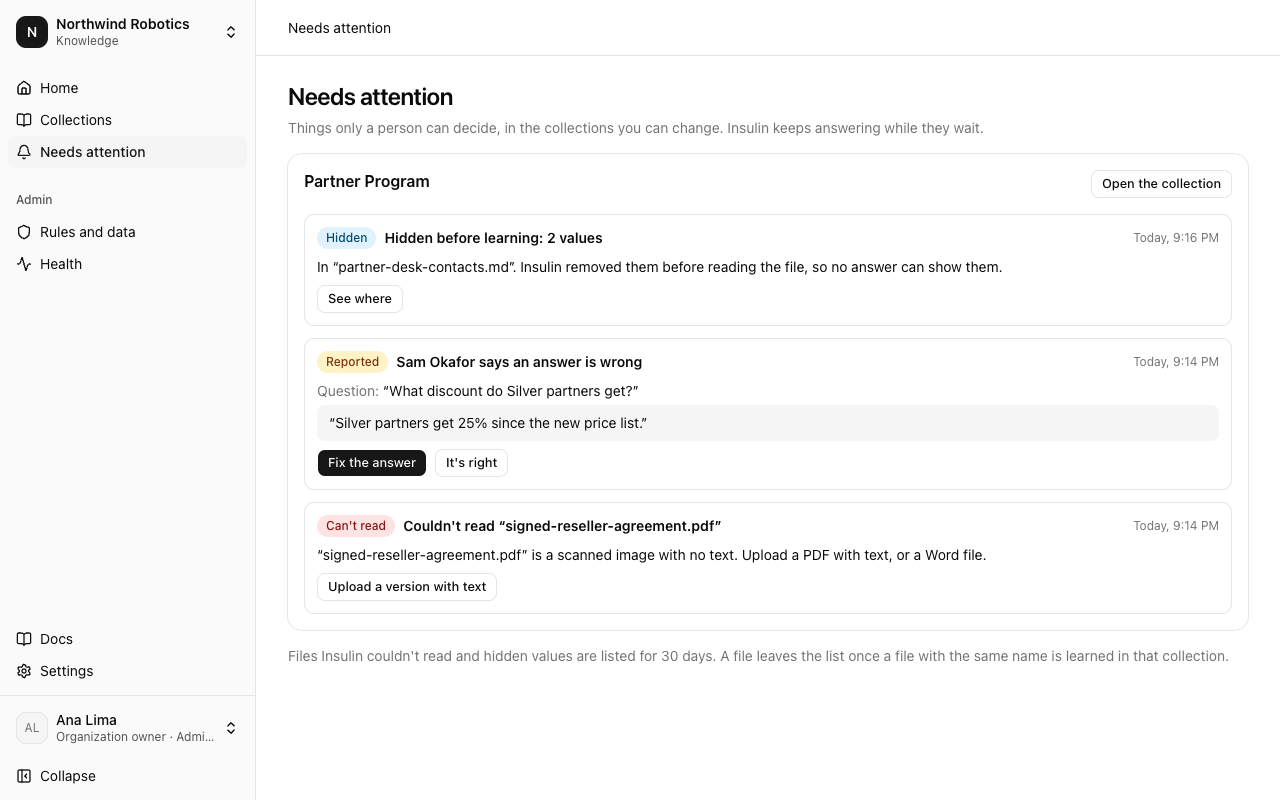 N
Northwind Robotics
Knowledge
Home
Collections
Needs attention
Admin
Rules and data
Health
Docs
Settings
AL
Ana Lima
Organization owner · Admi...
Collapse
Needs attention
Needs attention
Things only a person can decide, in the collections you can change. Insulin keeps answering while they wait.
Partner Program
Open the collection
Hidden
Hidden before learning: 2 values
Today, 9:16 PM
In “partner-desk-contacts.md”. Insulin removed them before reading the file, so no answer can show them.
See where
Reported
Sam Okafor says an answer is wrong
Today, 9:14 PM
Question: “What discount do Silver partners get?”
“Silver partners get 25% since the new price list.”
Fix the answer
It's right
Can't read
Couldn't read “signed-reseller-agreement.pdf”
Today, 9:14 PM
“signed-reseller-agreement.pdf” is a scanned image with no text. Upload a PDF with text, or a Word file.
Upload a version with text
Files Insulin couldn't read and hidden values are listed for 30 days. A file leaves the list once a file with the same name is learned in that collection.